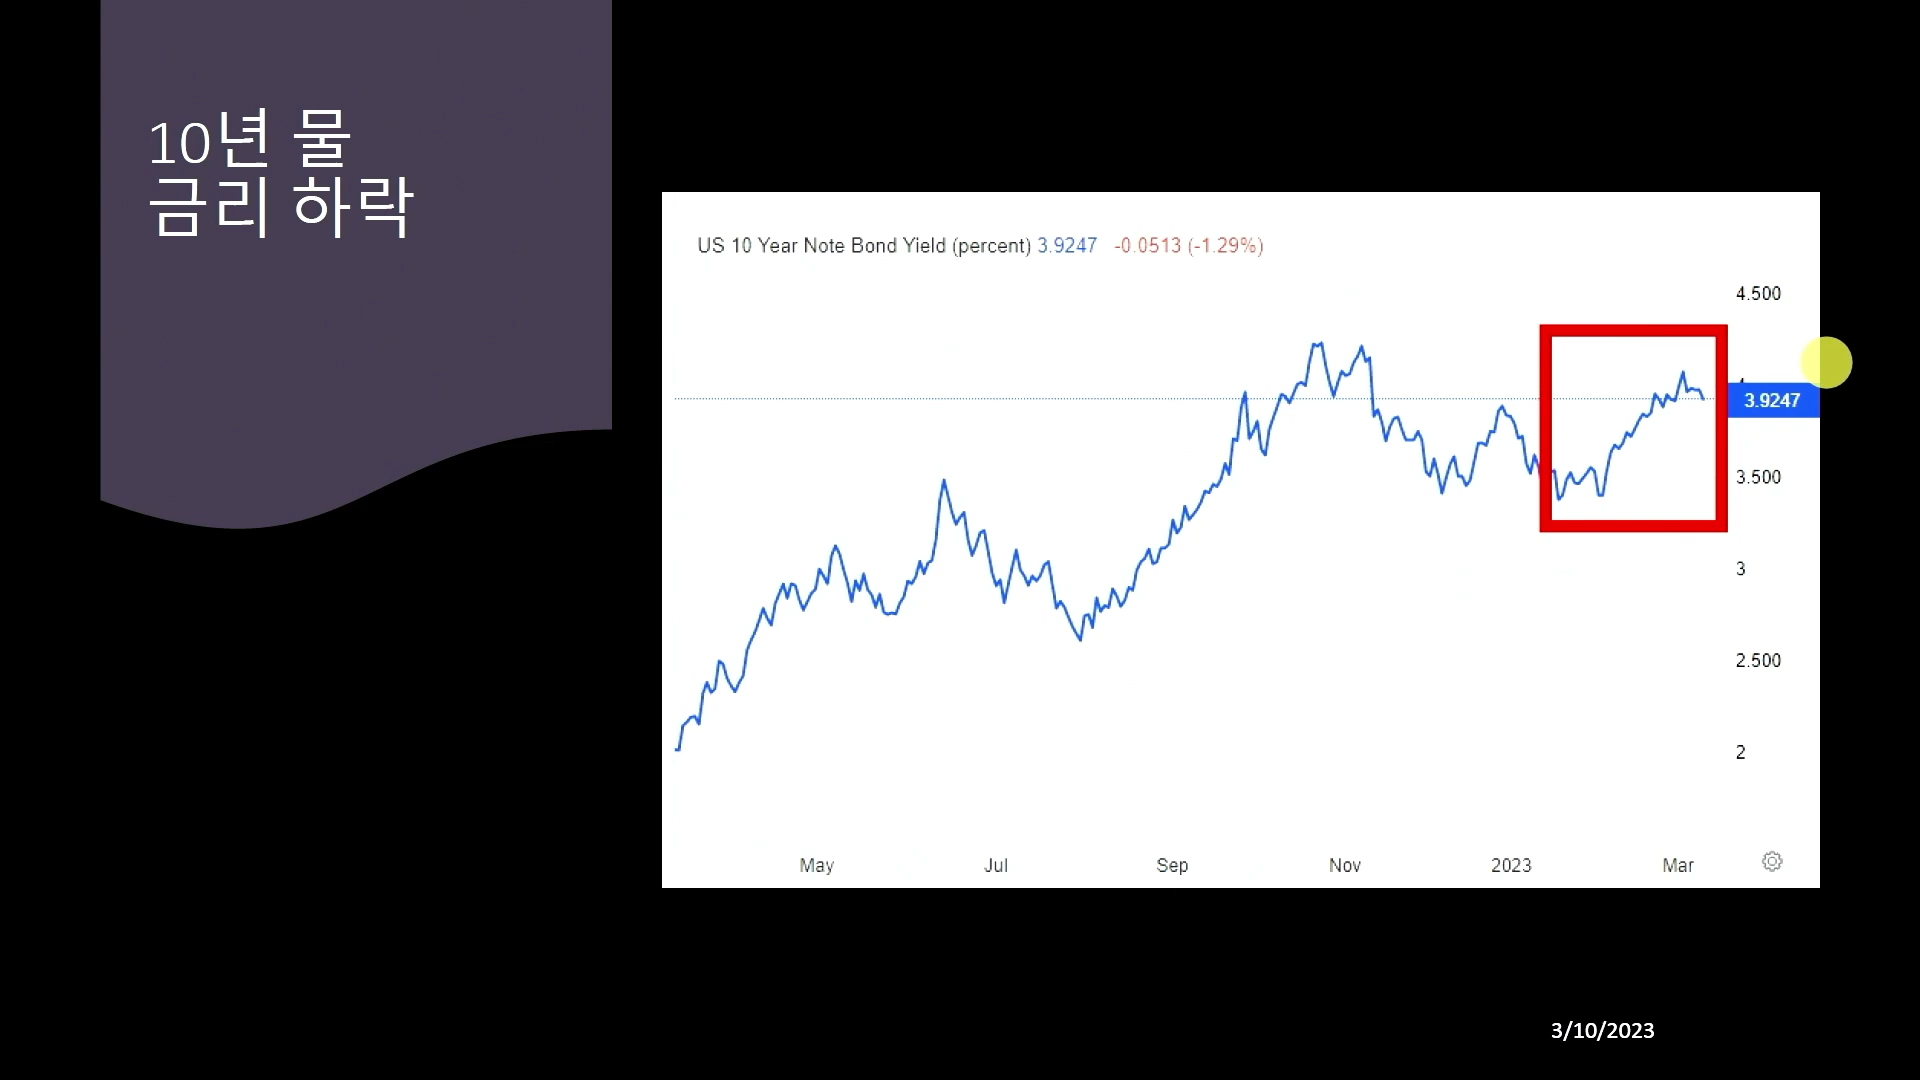 10년 물
금리 하락
US 10 Year Note Bond Yield (percent) 3.9247 -0.0513 (-1.29%)
4.500
3.9247
3.500
3
2.500
2
May Jul Sep Nov 2023 Mar
3/10/2023